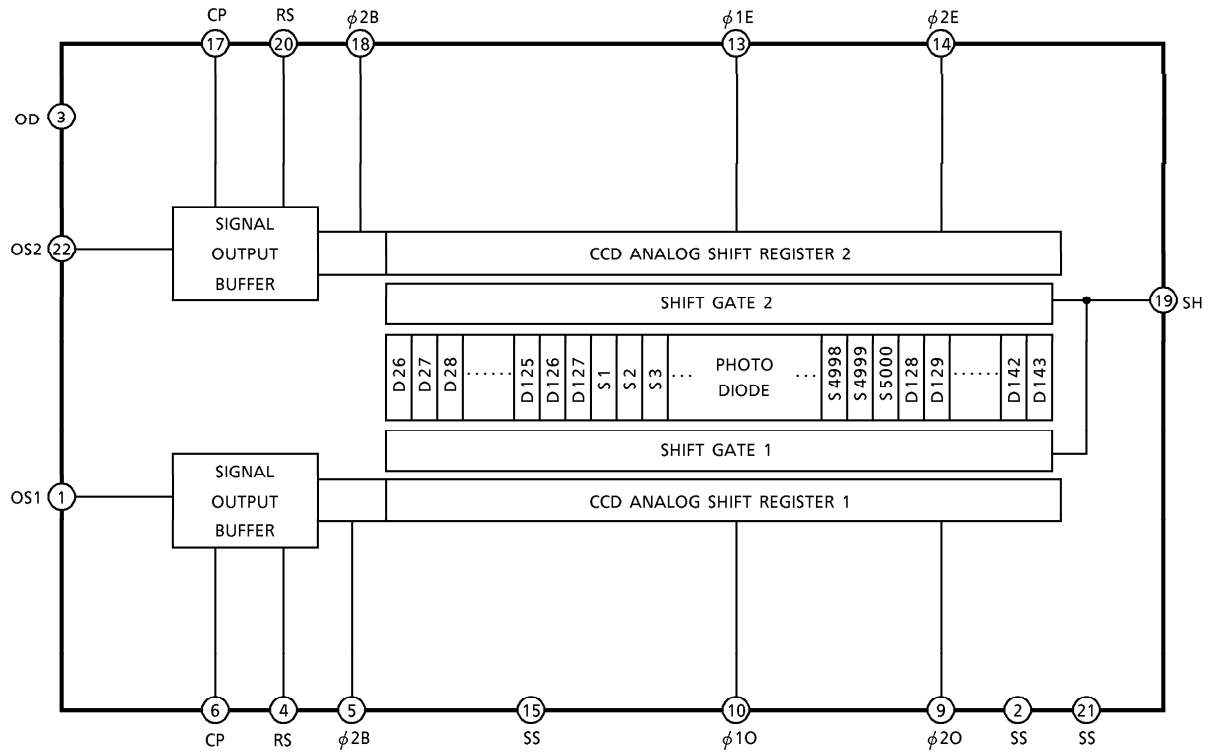 CP RS ϕ2B ϕ1E ϕ2E
17 20 18 13 14
OD 3
SIGNAL
OUTPUT
BUFFER
OS2 22
CCD ANALOG SHIFT REGISTER 2
SHIFT GATE 2
19 SH
D26 D27 D28 ······ D125 D126 D127 S1 S2 S3 ··· PHOTO ··· S4998 S4999 S5000 D128 D129 ······ D142 D143
DIODE
SHIFT GATE 1
SIGNAL
OUTPUT
BUFFER
OS1 1
CCD ANALOG SHIFT REGISTER 1
6 4 5 15 10 9 2 21
CP RS ϕ2B SS ϕ1O ϕ2O SS SS